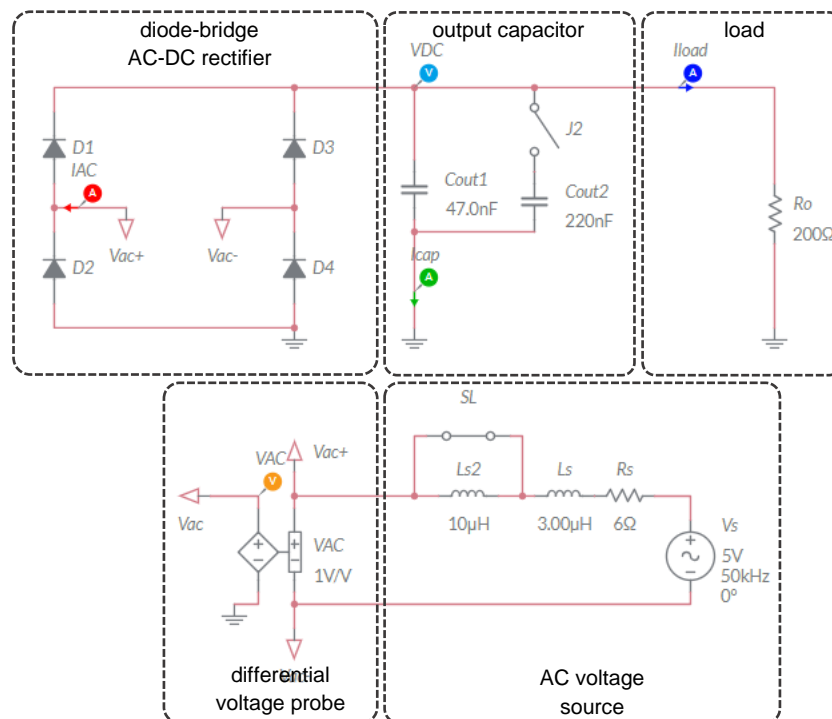 diode-bridge
AC-DC rectifier
output capacitor
load
VDC
V
Iload
A
D1
D3
IAC
A
Vac+
Vac-
D2
D4
J2
Cout1
47.0nF
Cout2
220nF
Ro
200Ω
Icap
A
SL
Vac+
VAC
V
Vac
VAC
1V/V
Ls2
10μH
Ls
3.00μH
Rs
6Ω
Vs
5V
50kHz
0º
differential
voltage probe
AC voltage
source